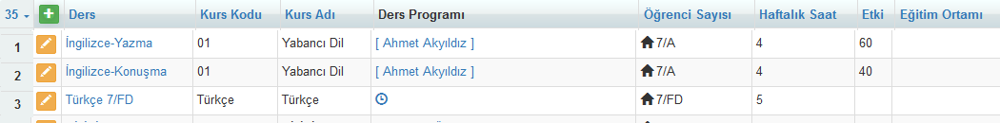 35 Ders Kurs Kodu Kurs Adı Ders Programı Öğrenci Sayısı Haftalık Saat Etki Eğitim Ortamı
1 İngilizce-Yazma 01 Yabancı Dil [ Ahmet Akyıldız ] 7/A 4 60
2 İngilizce-Konuşma 01 Yabancı Dil [ Ahmet Akyıldız ] 7/A 4 40
3 Türkçe 7/FD Türkçe Türkçe 7/FD 5